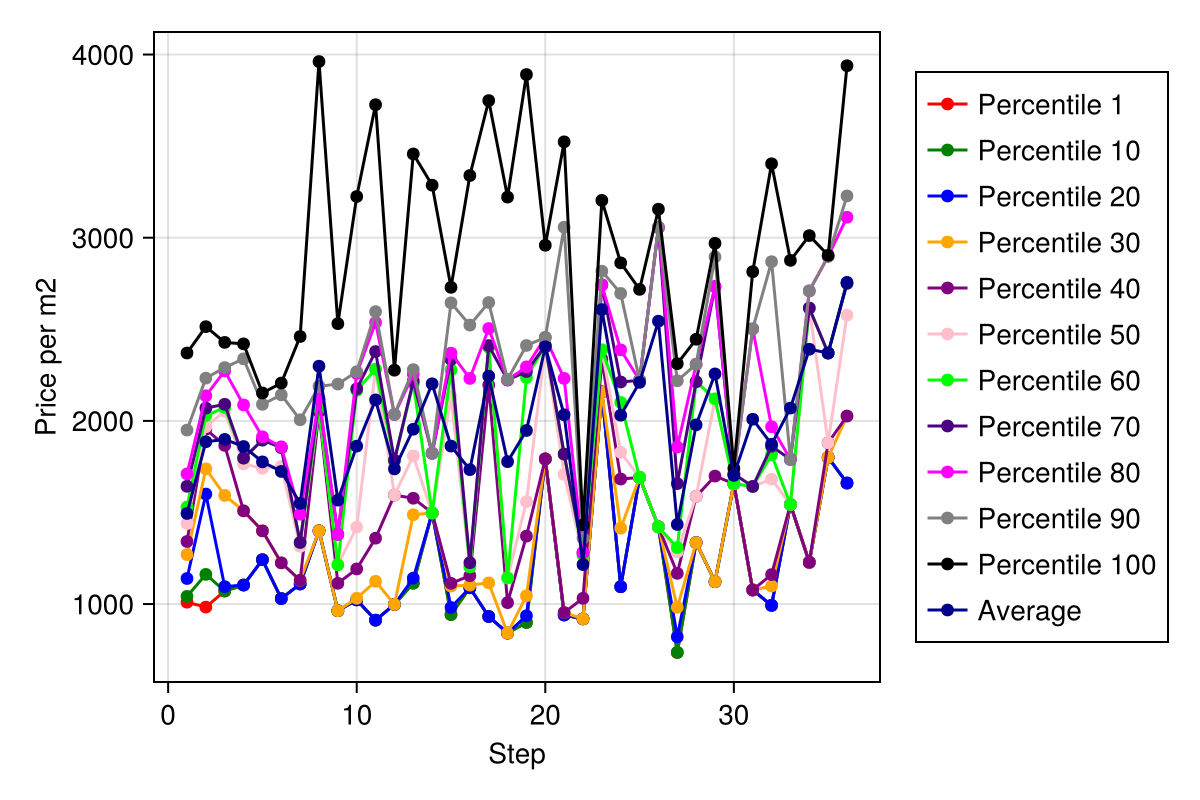 4000
3000
2000
1000
Price per m2
0
10
20
30
Step
Percentile 1
Percentile 10
Percentile 20
Percentile 30
Percentile 40
Percentile 50
Percentile 60
Percentile 70
Percentile 80
Percentile 90
Percentile 100
Average